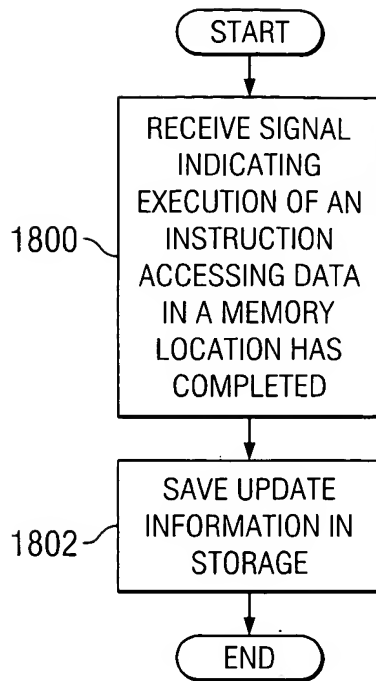 START
RECEIVE SIGNAL
INDICATING
EXECUTION OF AN
INSTRUCTION
ACCESSING DATA
IN A MEMORY
LOCATION HAS
COMPLETED
1800
SAVE UPDATE
INFORMATION IN
STORAGE
1802
END